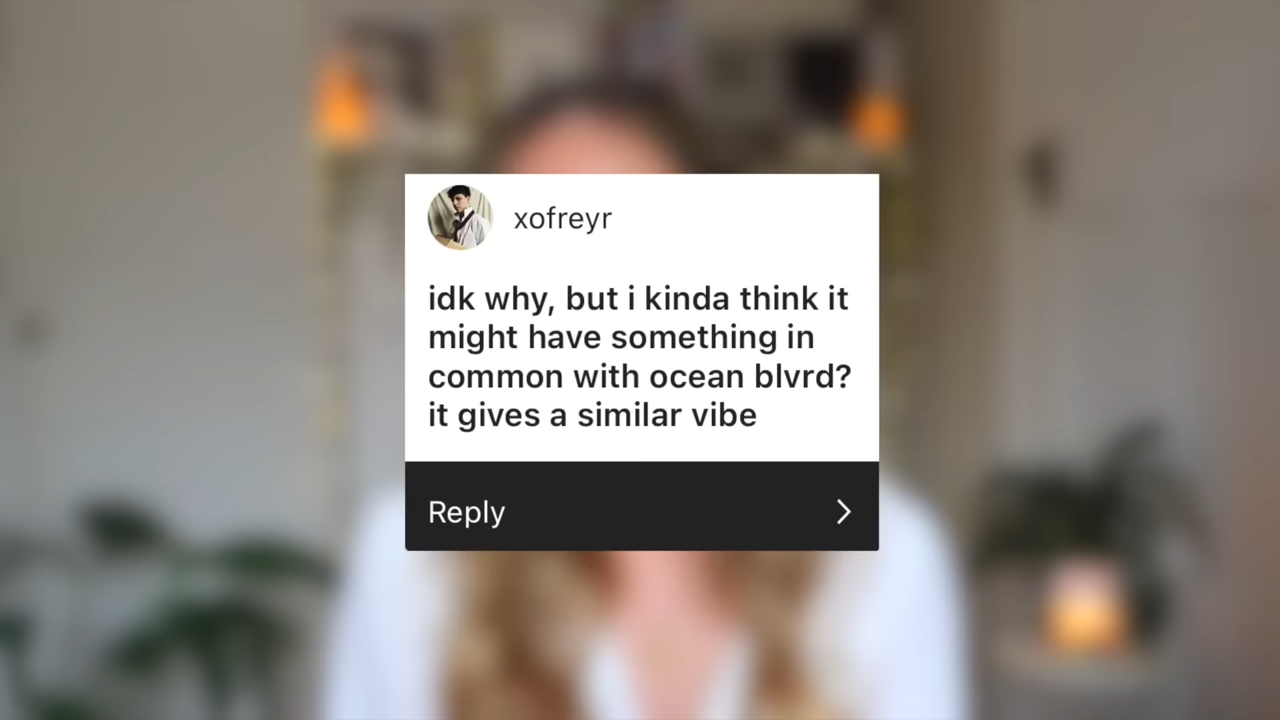 xofreyr
idk why, but i kinda think it
might have something in
common with ocean blvrd?
it gives a similar vibe
Reply